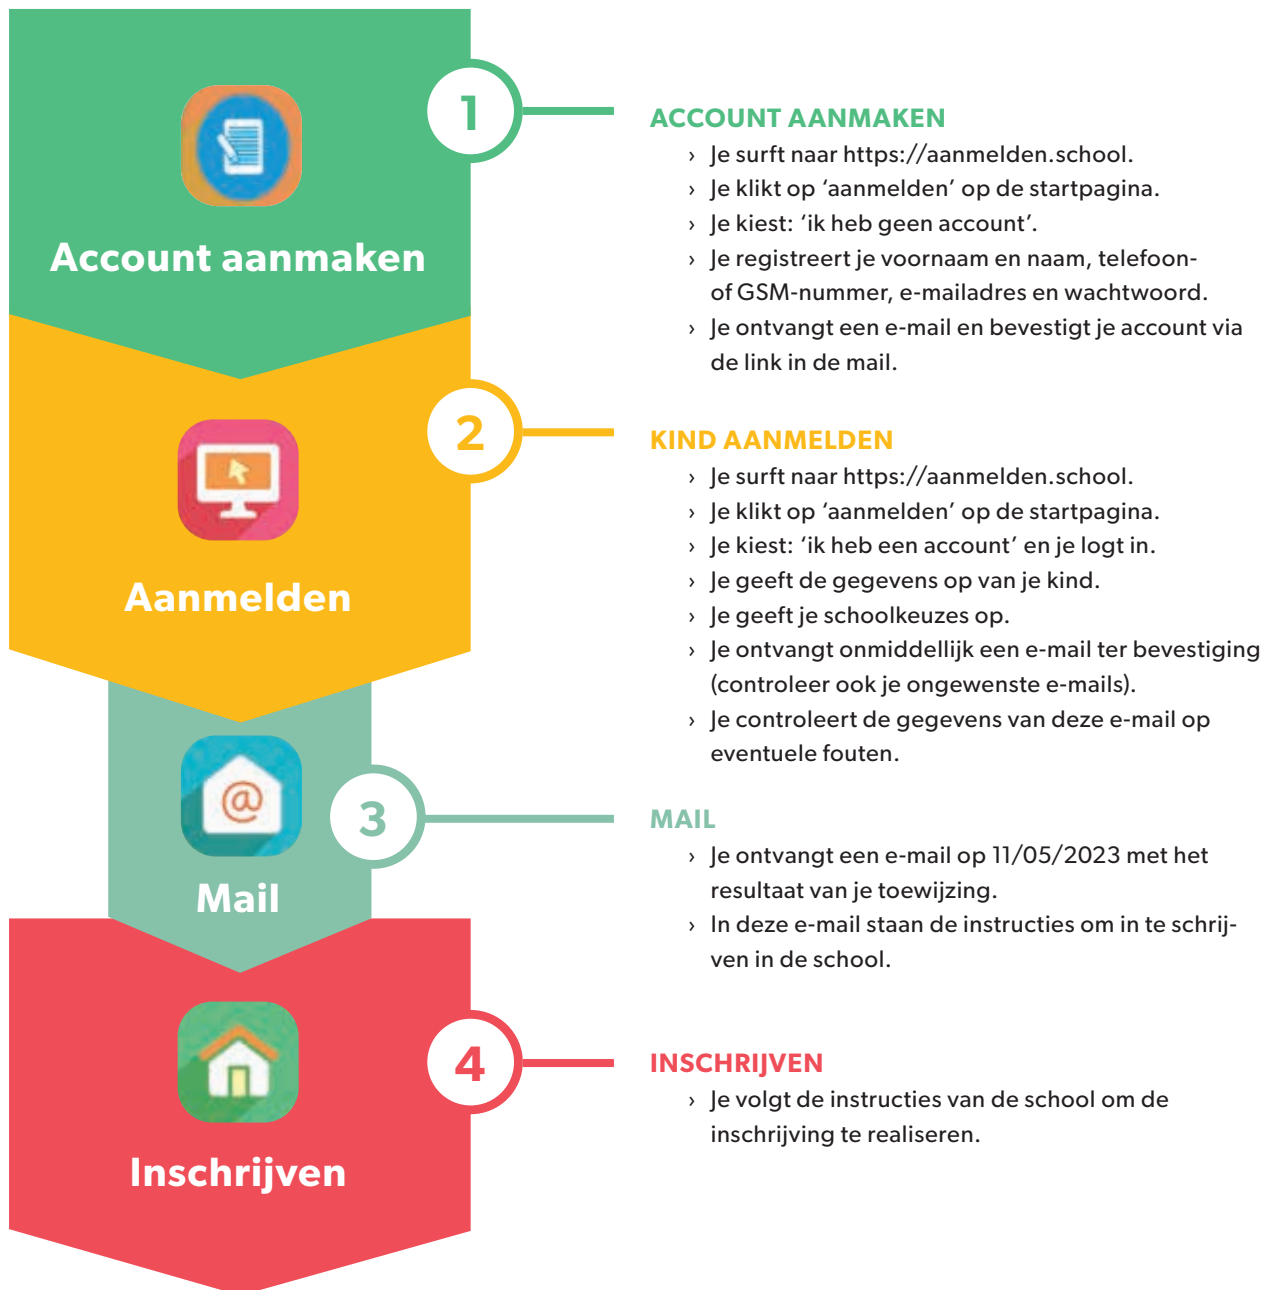 Account aanmaken
1
ACCOUNT AANMAKEN
› Je surft naar https://aanmelden.school.
› Je klikt op ‘aanmelden’ op de startpagina.
› Je kiest: ‘ik heb geen account’.
› Je registreert je voornaam en naam, telefoon-
of GSM-nummer, e-mailadres en wachtwoord.
› Je ontvangt een e-mail en bevestigt je account via
de link in de mail.
Aanmelden
2
KIND AANMELDEN
› Je surft naar https://aanmelden.school.
› Je klikt op ‘aanmelden’ op de startpagina.
› Je kiest: ‘ik heb een account’ en je logt in.
› Je geeft de gegevens op van je kind.
› Je geeft je schoolkeuzes op.
› Je ontvangt onmiddellijk een e-mail ter bevestiging
(controleer ook je ongewenste e-mails).
› Je controleert de gegevens van deze e-mail op
eventuele fouten.
@
Mail
3
MAIL
› Je ontvangt een e-mail op 11/05/2023 met het
resultaat van je toewijzing.
› In deze e-mail staan de instructies om in te schrij-
ven in de school.
Inschrijven
4
INSCHRIJVEN
› Je volgt de instructies van de school om de
inschrijving te realiseren.